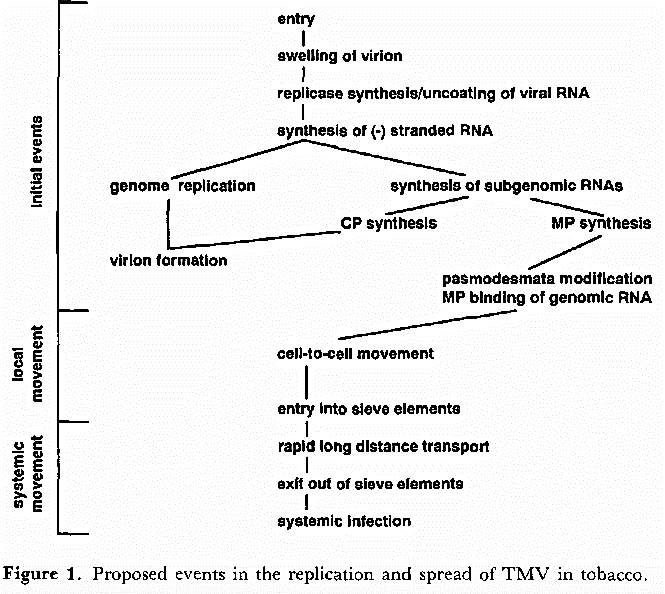 entry
swelling of virion
replicase synthesis/uncoating of viral RNA
synthesis of (-) stranded RNA
genome replication
synthesis of subgenomic RNAs
CP synthesis
MP synthesis
virion formation
pasmodesmata modification
MP binding of genomic RNA
cell-to-cell movement
entry into sieve elements
rapid long distance transport
exit out of sieve elements
systemic infection
Initial events
local
movement
systemic
movement
Figure 1. Proposed events in the replication and spread of TMV in tobacco.